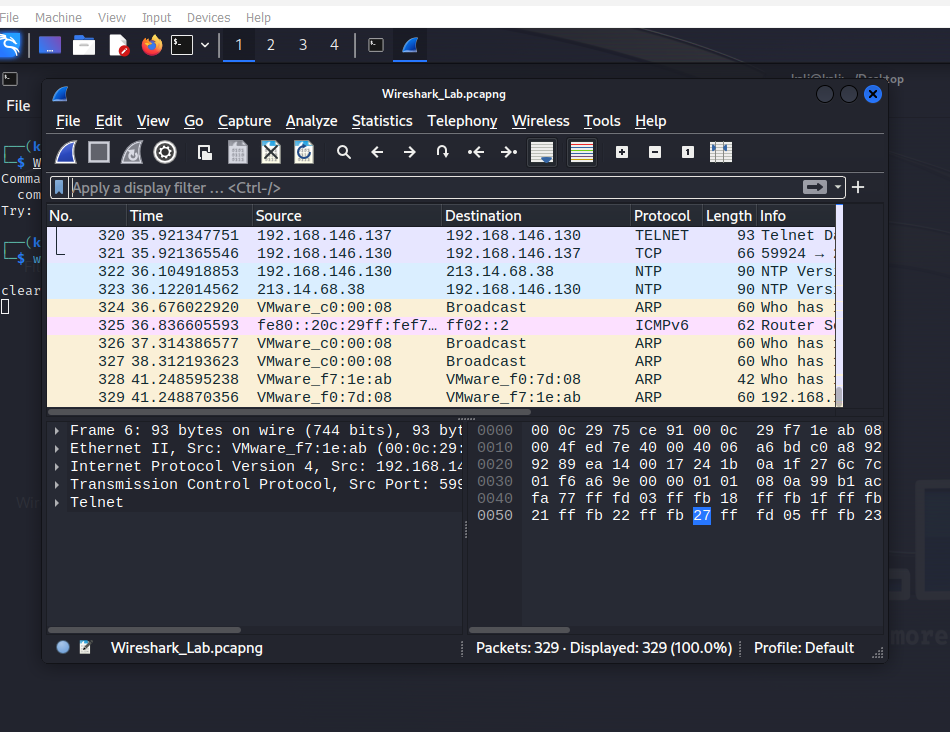 File Machine View Input Devices Help
1 2 3 4
File
Wireshark_Lab.pcapng
File Edit View Go Capture Analyze Statistics Telephony Wireless Tools Help
Apply a display filter ... <Ctrl-/>
No. Time Source Destination Protocol Length Info
320 35.921347751 192.168.146.137 192.168.146.130 TELNET 93 Telnet
321 35.921365546 192.168.146.130 192.168.146.137 TCP 66 59924 →
322 36.104918853 192.168.146.130 213.14.68.38 NTP 90 NTP Vers
323 36.122014562 213.14.68.38 192.168.146.130 NTP 90 NTP Vers
324 36.676022920 VMware_c0:00:08 Broadcast ARP 60 Who has
325 36.836605593 fe80::20c:29ff:fef7… ff02::2 ICMPv6 62 Router
326 37.314386577 VMware_c0:00:08 Broadcast ARP 60 Who has
327 38.312193623 VMware_c0:00:08 Broadcast ARP 60 Who has
328 41.248595238 VMware_f7:1e:ab VMware_f0:7d:08 ARP 42 Who has
329 41.248870356 VMware_f0:7d:08 VMware_f7:1e:ab ARP 60 192.168.
Comma
com
Try:
clear
Frame 6: 93 bytes on wire (744 bits), 93 byt
Ethernet II, Src: VMware_f7:1e:ab (00:0c:29:
Internet Protocol Version 4, Src: 192.168.14
Transmission Control Protocol, Src Port: 599
Telnet
0000 00 0c 29 75 ce 91 00 0c 29 f7 1e ab 08
0010 00 4f ed 7e 40 00 40 06 a6 bd c0 a8 92
0020 92 89 ea 14 00 17 24 1b 0a 1f 27 6c 7c
0030 01 f6 a6 9e 00 00 01 01 08 0a 99 b1 ac
0040 fa 77 ff fd 03 ff fb 18 ff fb 1f ff fb
0050 21 ff fb 22 ff fb 27 ff fd 05 ff fb 23
more
Wireshark_Lab.pcapng Packets: 329 · Displayed: 329 (100.0%) Profile: Default